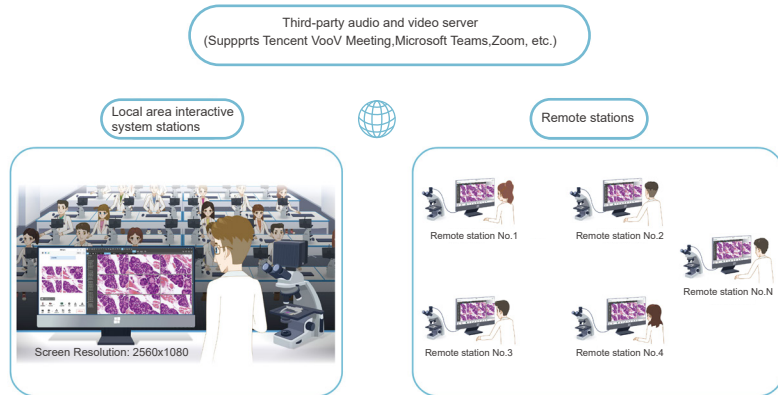 Third-party audio and video server
(Suppprts Tencent VooV Meeting,Microsoft Teams,Zoom, etc.)
Local area interactive
system stations
Remote stations
Screen Resolution: 2560x1080
Remote station No.1
Remote station No.2
Remote station No.N
Remote station No.3
Remote station No.4